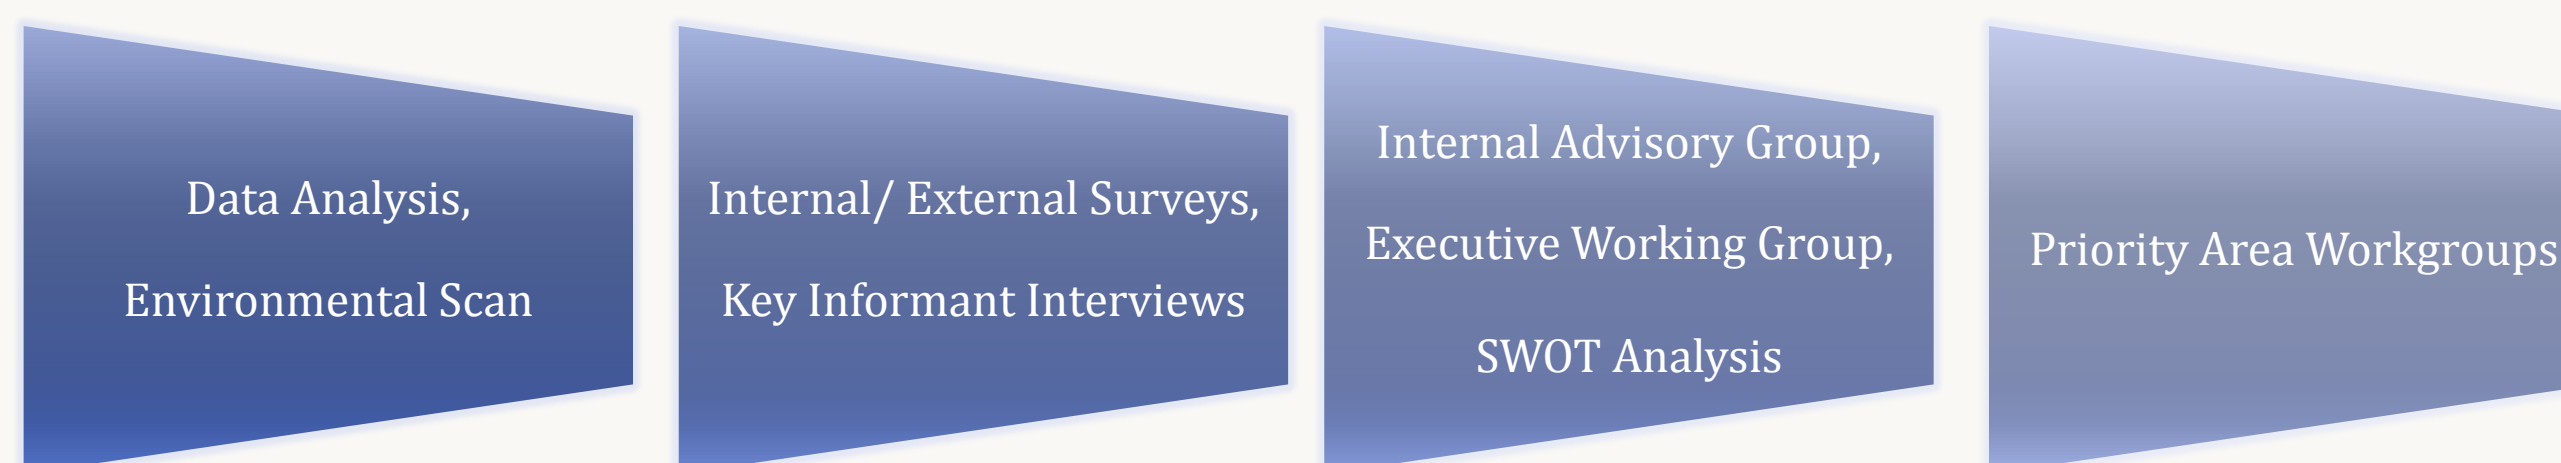 Data Analysis,
Environmental Scan
Internal/ External Surveys,
Key Informant Interviews
Internal Advisory Group,
Executive Working Group,
SWOT Analysis
Priority Area Workgroups